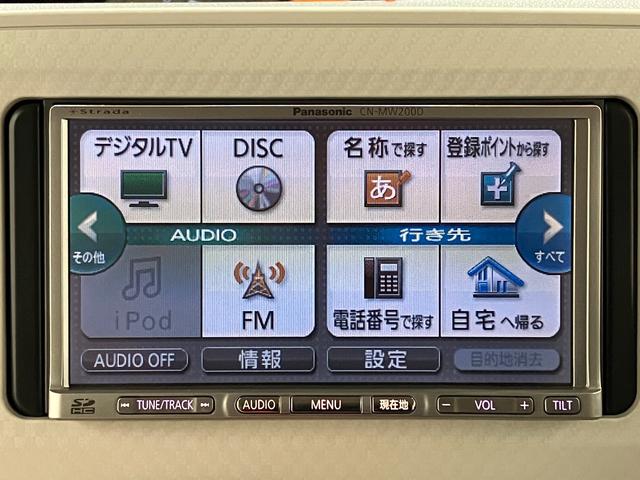 Strada Panasonic CN-MW200D
デジタルTV DISC 名称で探す 登録ポイントから探す
あ
その他 AUDIO 行き先 すべて
iPod FM 電話番号で探す 自宅へ帰る
AUDIO OFF 情報 設定 目的地消去
SD HC TUNE/TRACK AUDIO MENU 現在地 − VOL + TILT